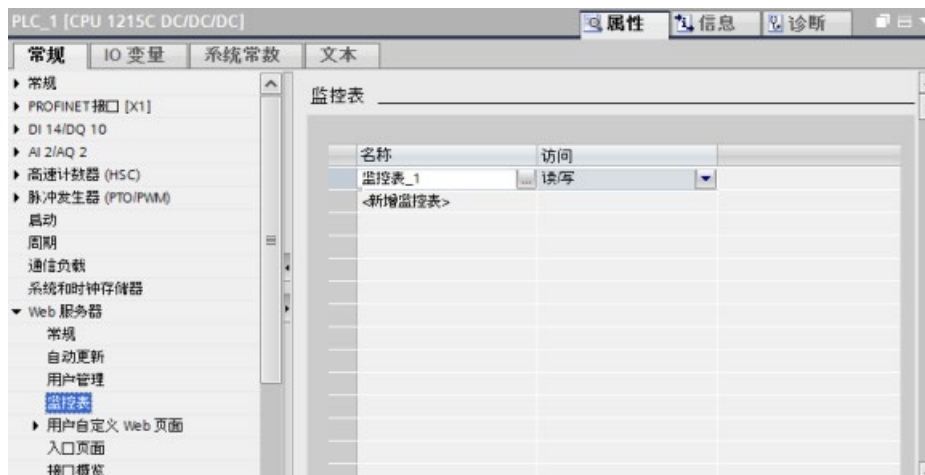 PLC_1 [CPU 1215C DC/DC/DC]
属性 信息 诊断
常规 IO 变量 系统常数 文本
常规
PROFINET接口 [X1]
DI 14/DQ 10
AI 2/AQ 2
高速计数器 (HSC)
脉冲发生器 (PTO/PWM)
启动
周期
通信负载
系统和时钟存储器
Web 服务器
常规
自动更新
用户管理
监控表
用户自定义 Web 页面
入口页面
接口概览
监控表
名称 访问
监控表_1 ... 读/写
<新增监控表>